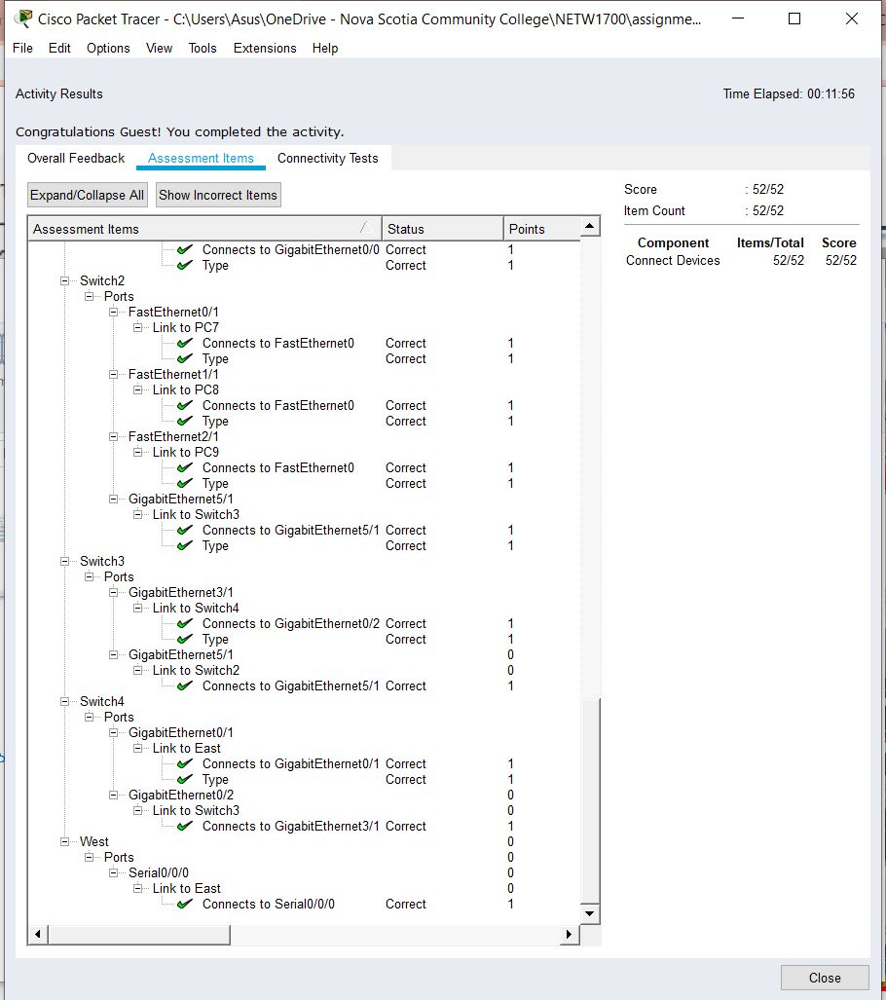 Cisco Packet Tracer - C:\Users\Asus\OneDrive - Nova Scotia Community College\NETW1700\assignme...
File Edit Options View Tools Extensions Help
Activity Results Time Elapsed: 00:11:56
Congratulations Guest! You completed the activity.
Overall Feedback Assessment Items Connectivity Tests
Expand/Collapse All Show Incorrect Items
Score : 52/52
Item Count : 52/52
Component Items/Total Score
Connect Devices 52/52 52/52
Assessment Items Status Points
Connects to GigabitEthernet0/0 Correct 1
Type Correct 1
Switch2
Ports
FastEthernet0/1
Link to PC7
Connects to FastEthernet0 Correct 1
Type Correct 1
FastEthernet1/1
Link to PC8
Connects to FastEthernet0 Correct 1
Type Correct 1
FastEthernet2/1
Link to PC9
Connects to FastEthernet0 Correct 1
Type Correct 1
GigabitEthernet5/1
Link to Switch3
Connects to GigabitEthernet5/1 Correct 1
Type Correct 1
Switch3
Ports
GigabitEthernet3/1
Link to Switch4
Connects to GigabitEthernet0/2 Correct 1
Type Correct 1
GigabitEthernet5/1 0
Link to Switch2 0
Connects to GigabitEthernet5/1 Correct 1
Switch4
Ports
GigabitEthernet0/1
Link to East
Connects to GigabitEthernet0/1 Correct 1
Type Correct 1
GigabitEthernet0/2 0
Link to Switch3 0
Connects to GigabitEthernet3/1 Correct 1
West 0
Ports 0
Serial0/0/0 0
Link to East 0
Connects to Serial0/0/0 Correct 1
Close